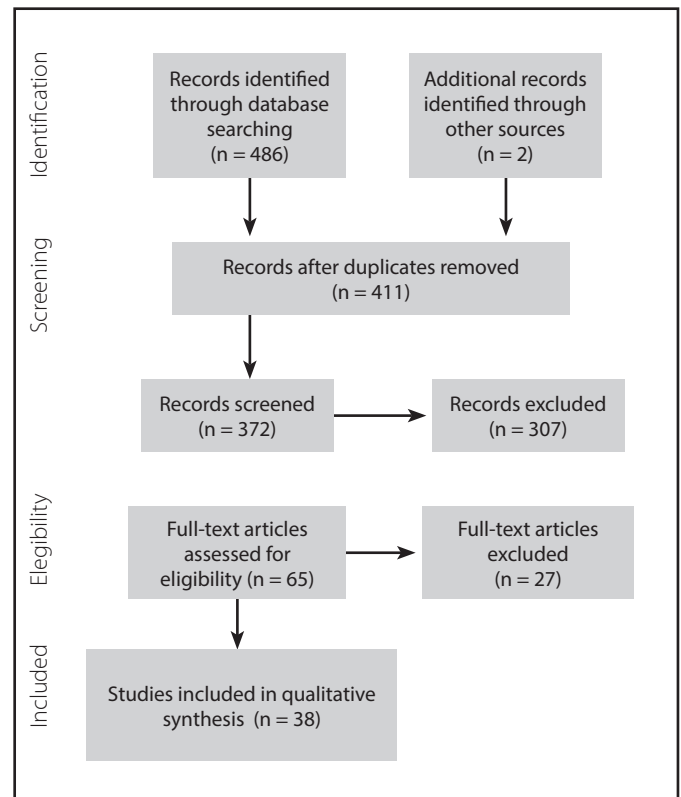 Identification
Records identified
through database
searching
(n = 486)
Additional records
identified through
other sources
(n = 2)
Screening
Records after duplicates removed
(n = 411)
Records screened
(n = 372)
Records excluded
(n = 307)
Elegibility
Full-text articles
assessed for
eligibility (n = 65)
Full-text articles
excluded
(n = 27)
Included
Studies included in qualitative
synthesis (n = 38)